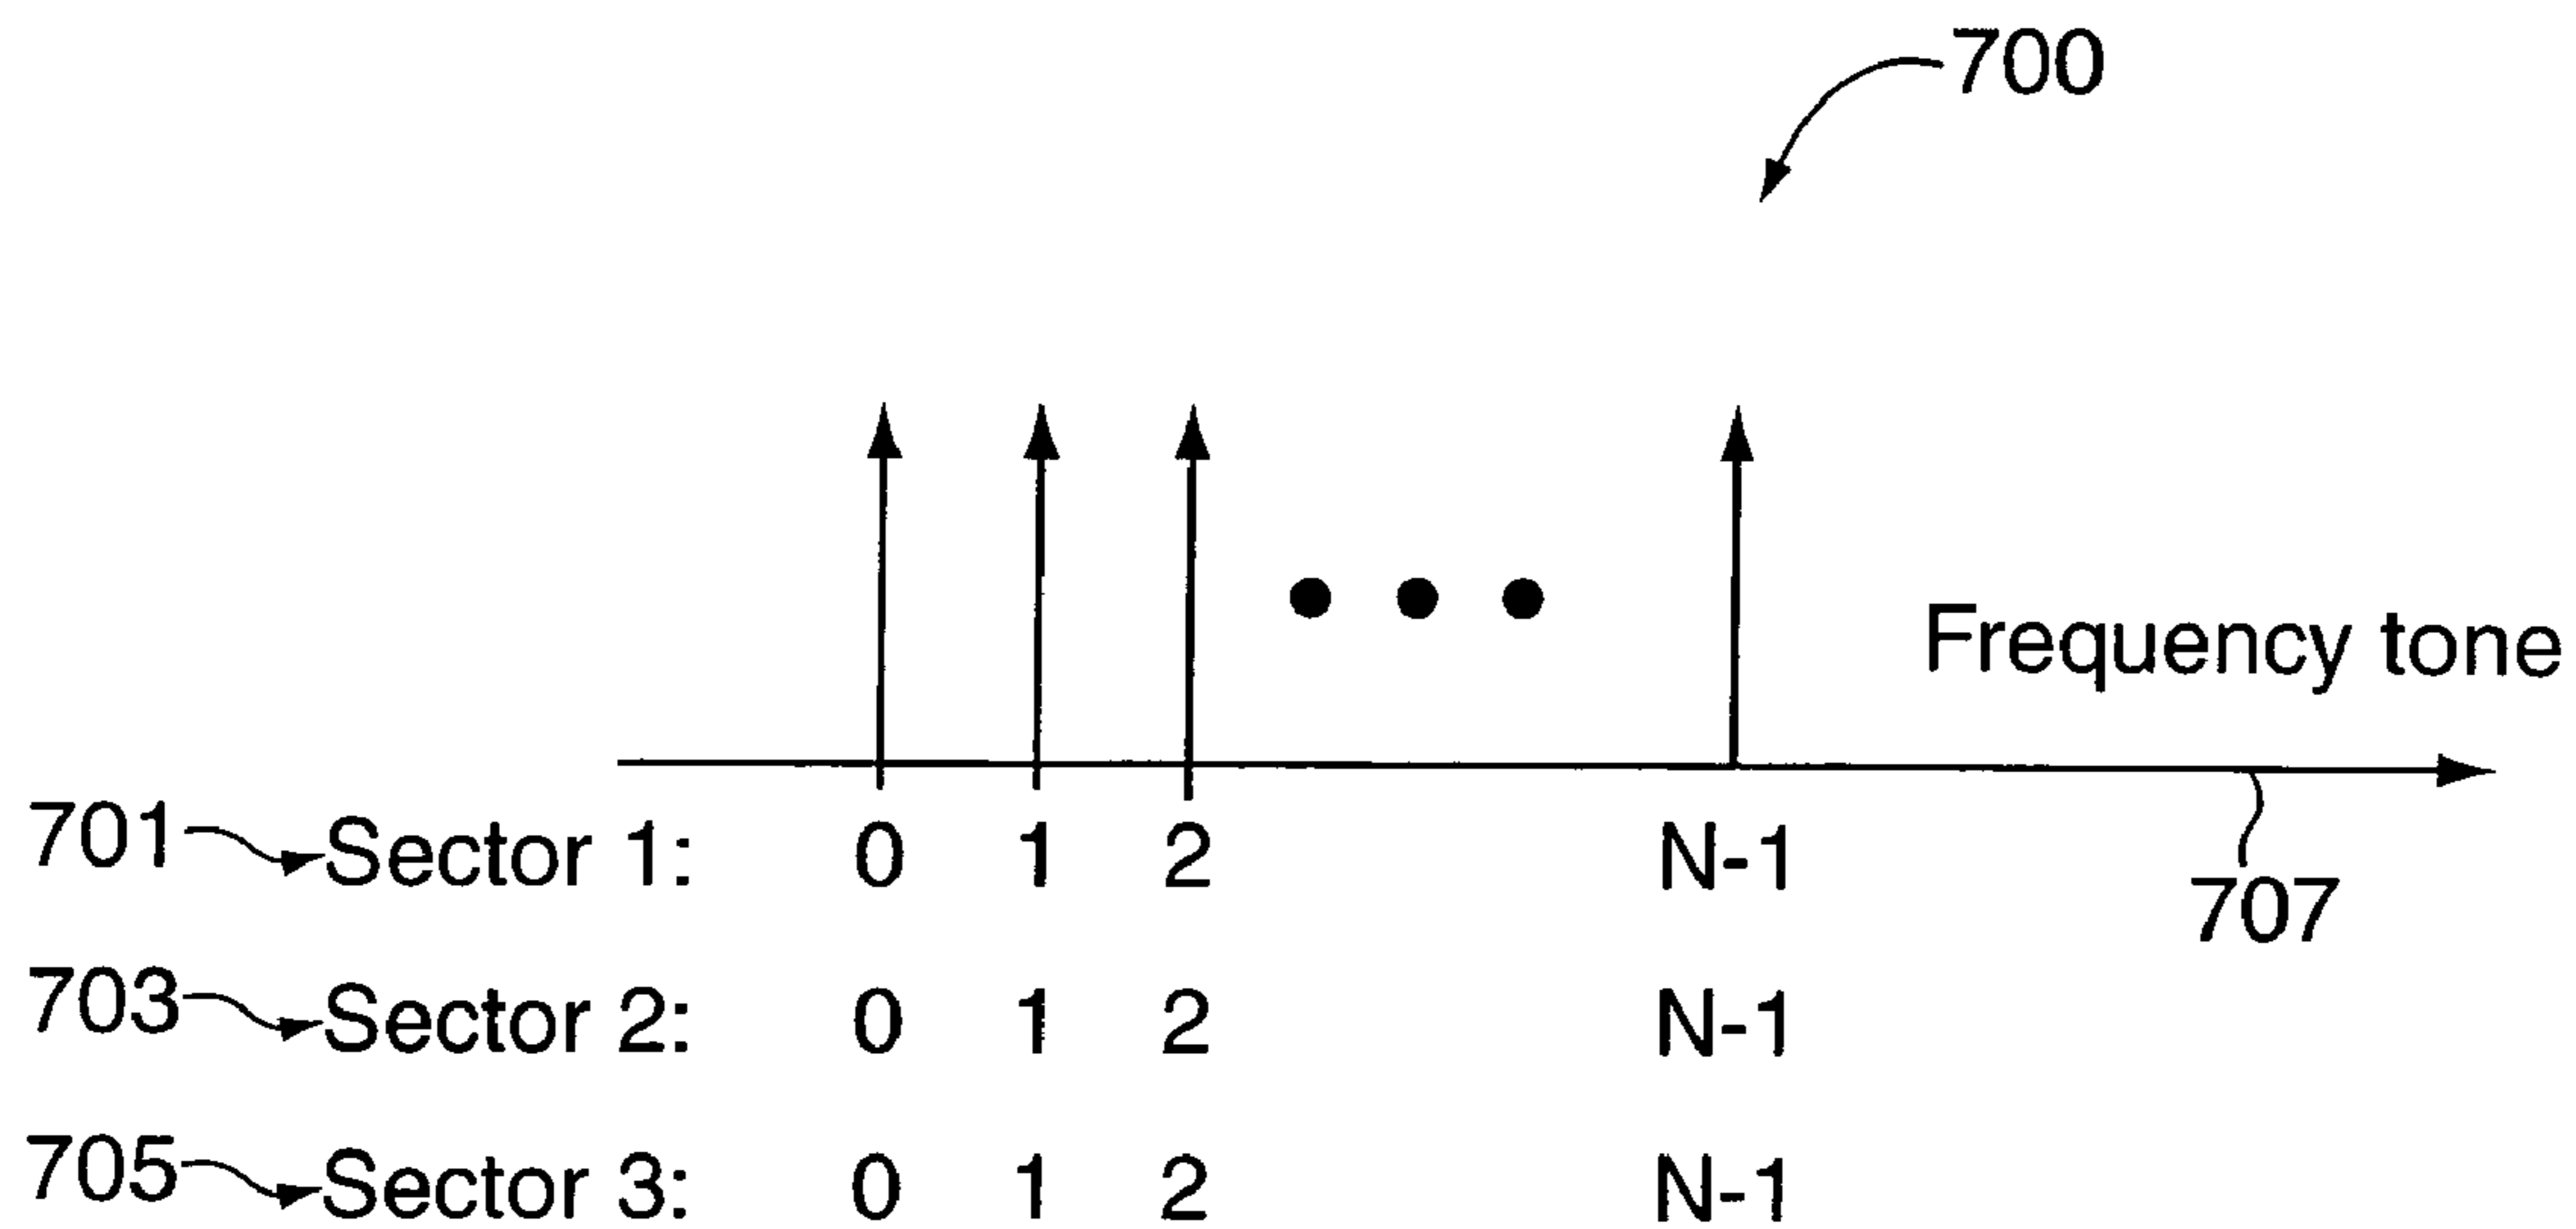 700
Frequency tone
701 Sector 1: 0 1 2 N-1
707
703 Sector 2: 0 1 2 N-1
705 Sector 3: 0 1 2 N-1